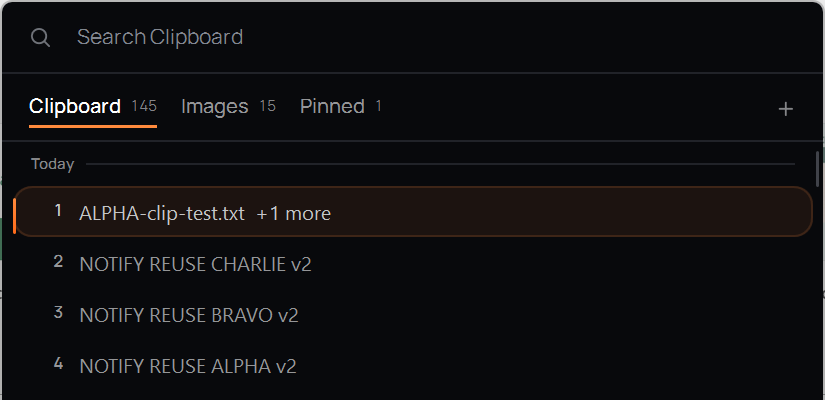 Search Clipboard
Clipboard 145 Images 15 Pinned 1 +
Today
1 ALPHA-clip-test.txt +1 more
2 NOTIFY REUSE CHARLIE v2
3 NOTIFY REUSE BRAVO v2
4 NOTIFY REUSE ALPHA v2